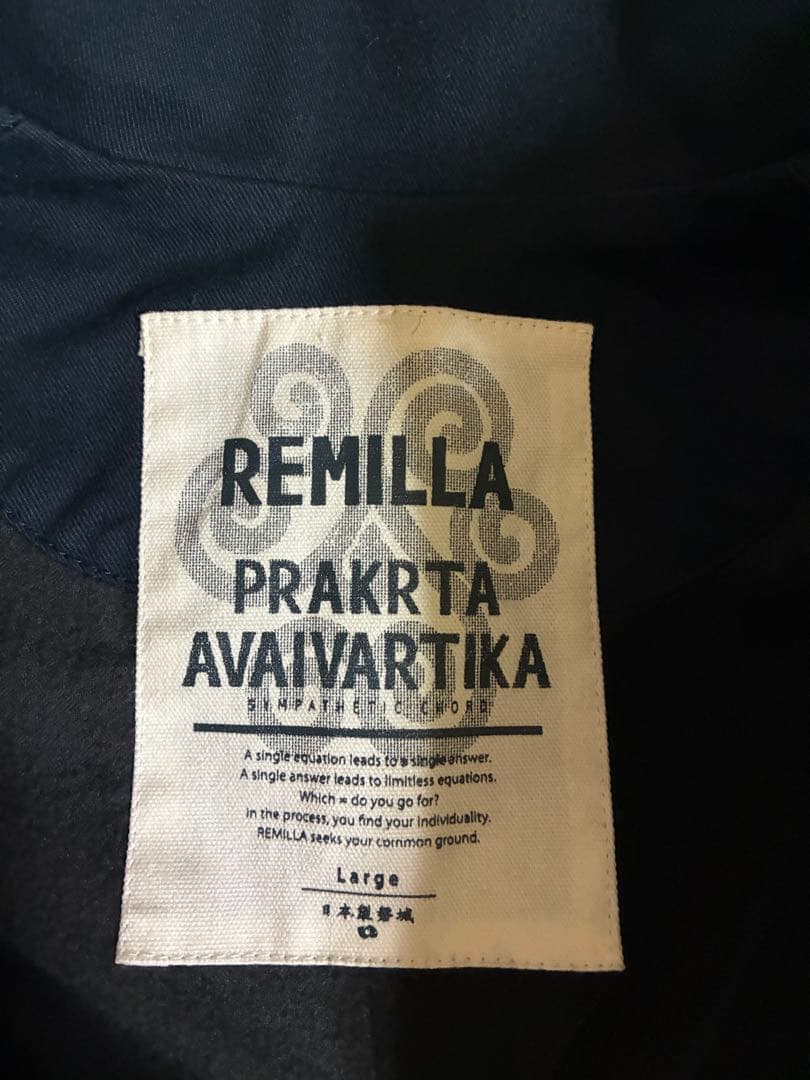 REMILLA
PRAKRTA
AVAIVARTIKA
SYMPATHETIC CHORD
A single equation leads to a single answer.
A single answer leads to limitless equations.
Which = do you go for?
In the process, you find your individuality.
REMILLA seeks your common ground.
Large
日本製磐城